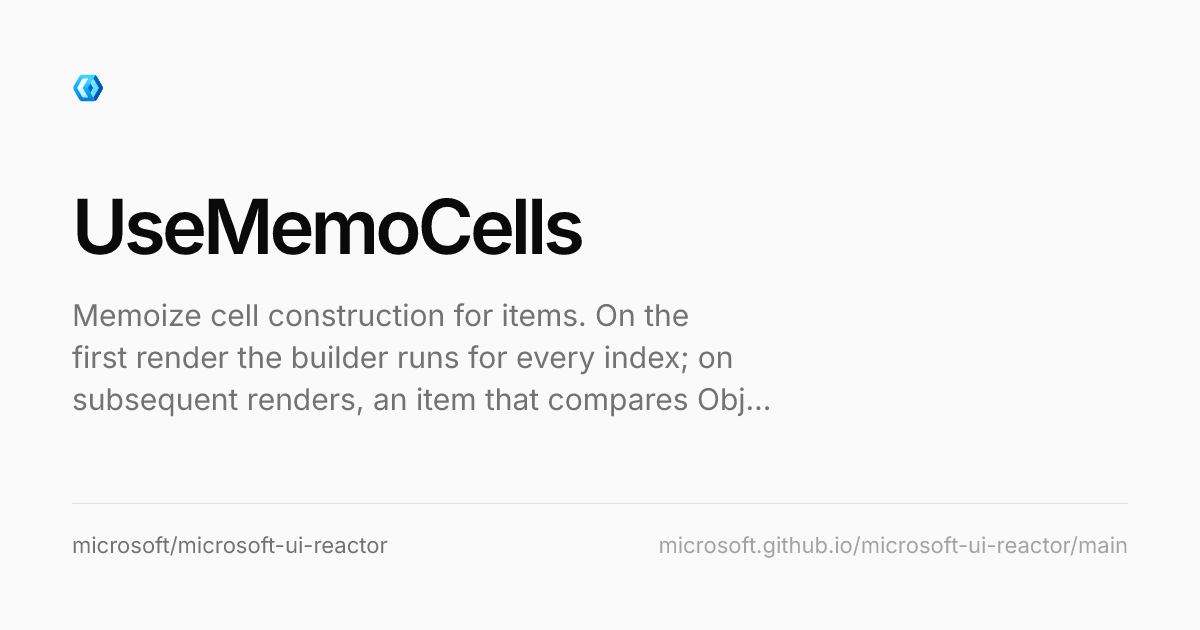 UseMemoCells
Memoize cell construction for items. On the
first render the builder runs for every index; on
subsequent renders, an item that compares Obj...
microsoft/microsoft-ui-reactor
microsoft.github.io/microsoft-ui-reactor/main